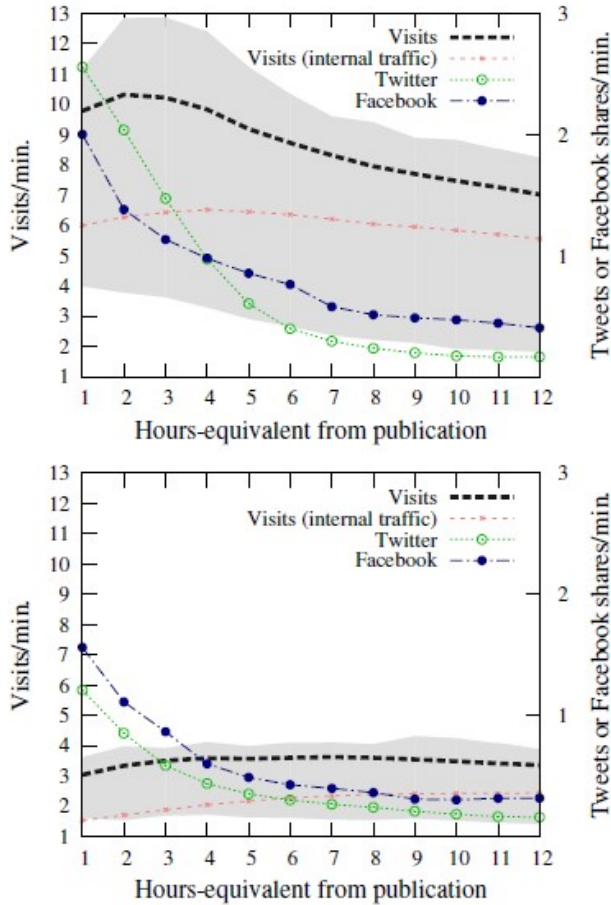 13
12
11
10
9
8
7
6
5
4
3
2
1
Visits/min.
3
2
1
Tweets or Facebook shares/min.
Visits
Visits (internal traffic)
Twitter
Facebook
1 2 3 4 5 6 7 8 9 10 11 12
Hours-equivalent from publication
13
12
11
10
9
8
7
6
5
4
3
2
1
Visits/min.
3
2
1
Tweets or Facebook shares/min.
Visits
Visits (internal traffic)
Twitter
Facebook
1 2 3 4 5 6 7 8 9 10 11 12
Hours-equivalent from publication